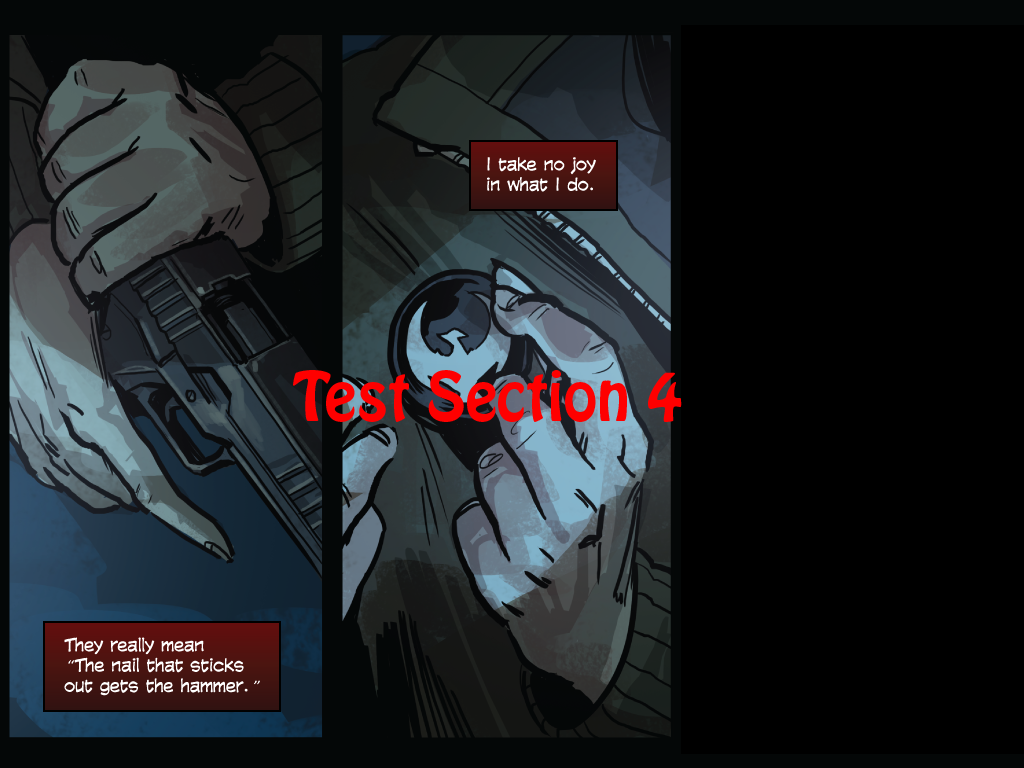 They really mean
"The nail that sticks
out gets the hammer."
I take no joy
in what I do.
Test Section 4